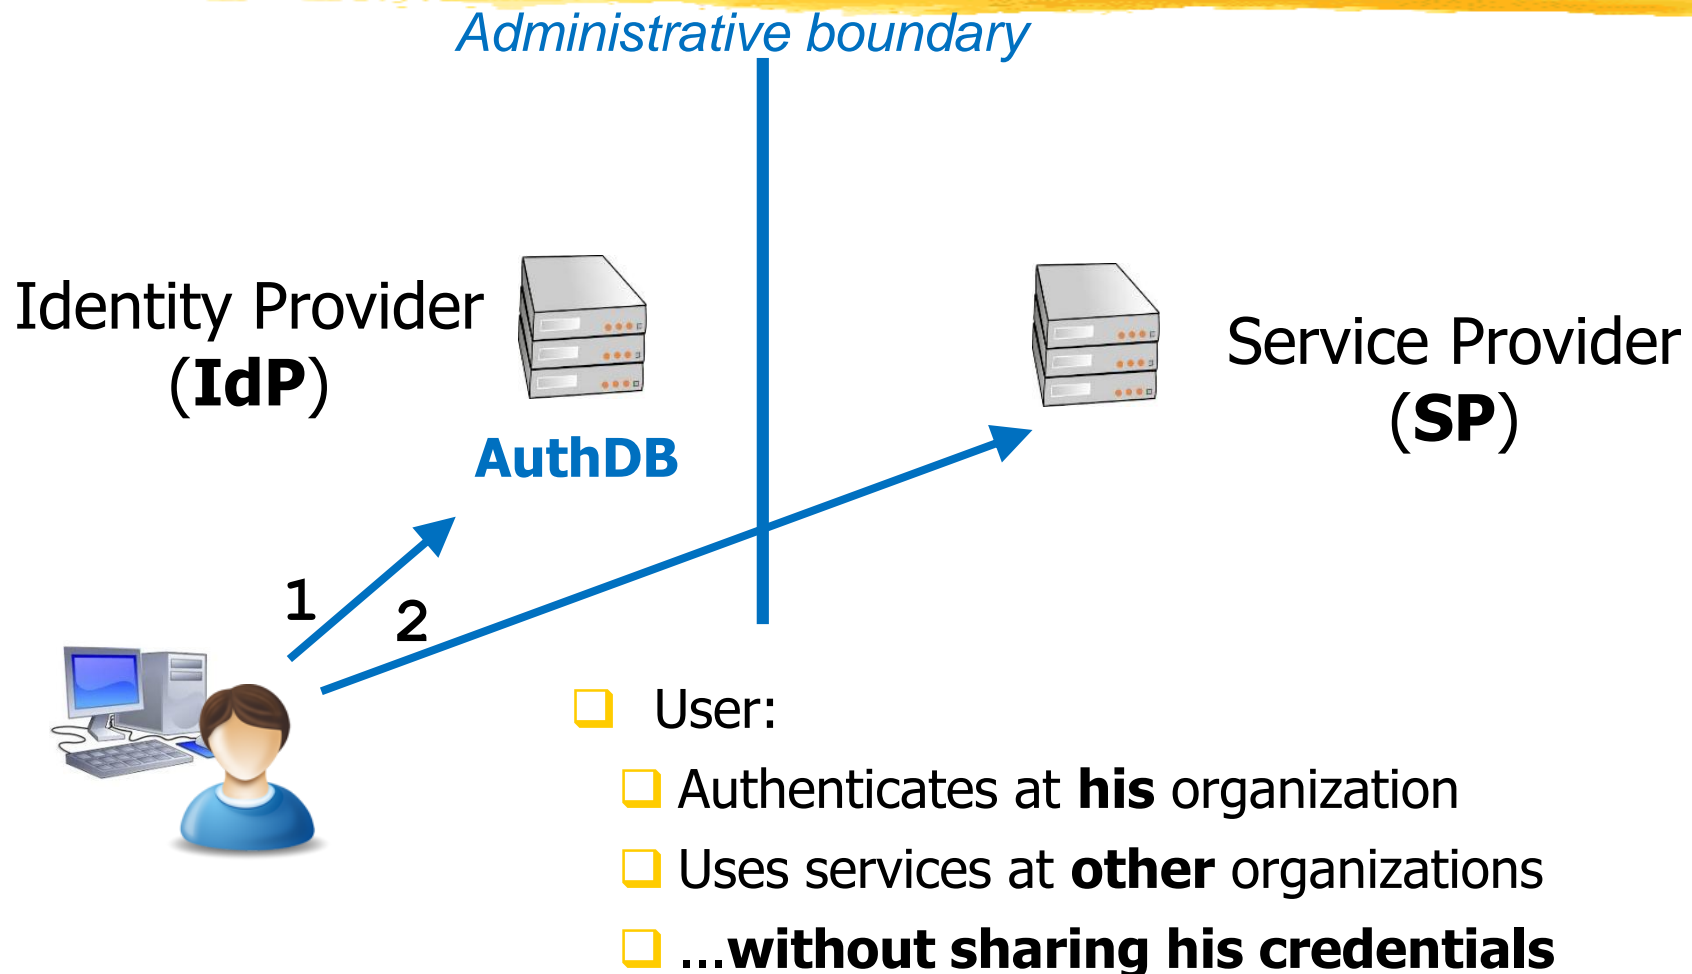 Administrative boundary
Identity Provider
(IdP)
Service Provider
(SP)
AuthDB
1
2
User:
Authenticates at his organization
Uses services at other organizations
...without sharing his credentials